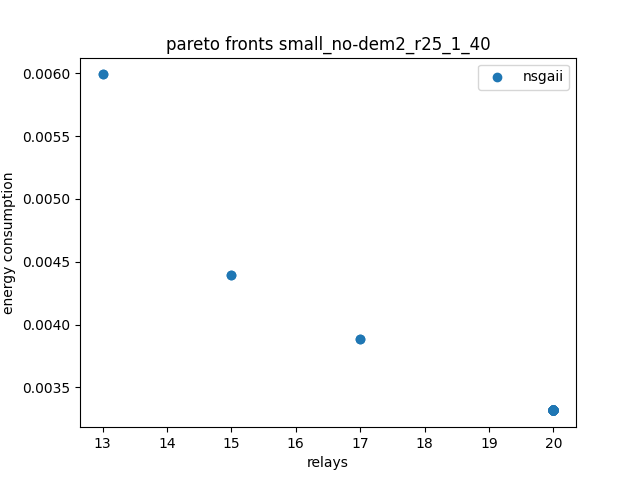 pareto fronts small_no-dem2_r25_1_40
nsgaii
0.0060
0.0055
0.0050
0.0045
0.0040
0.0035
energy consumption
13 14 15 16 17 18 19 20
relays